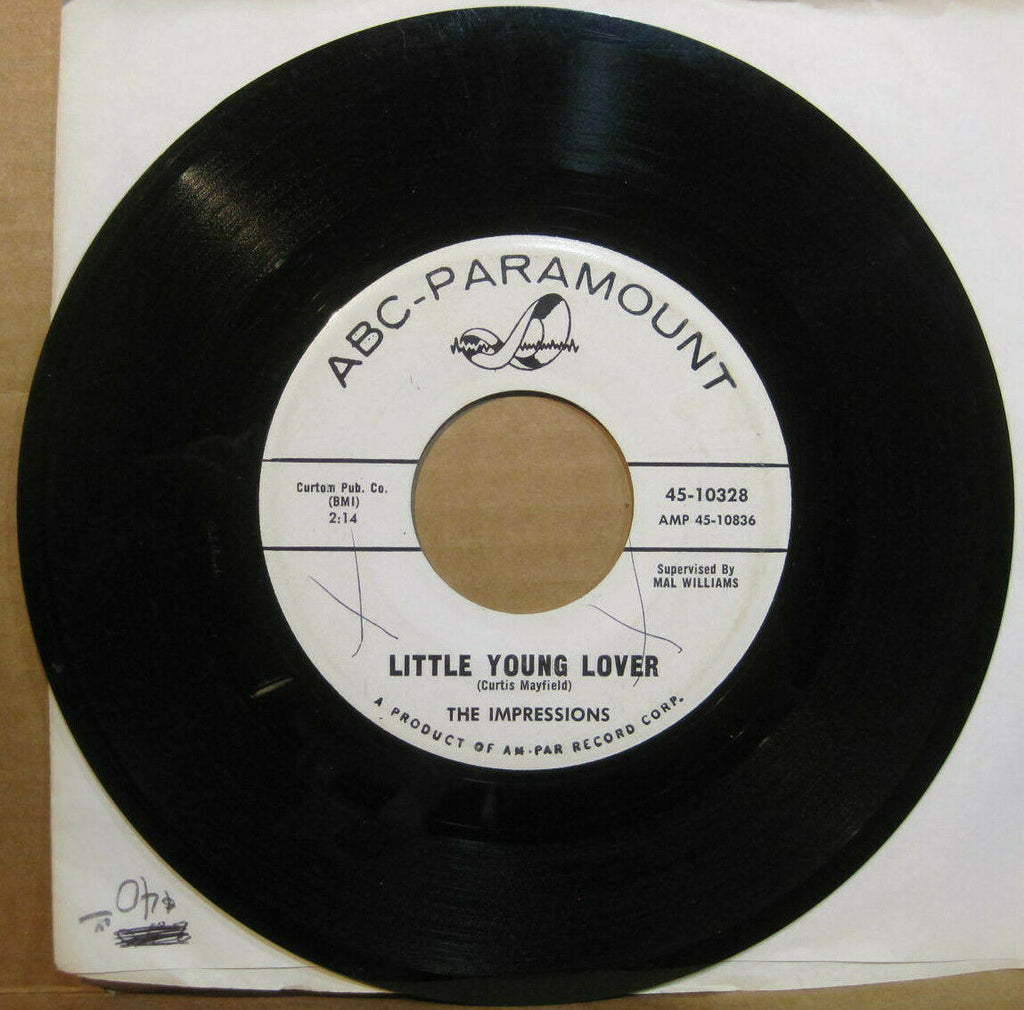 ABC-PARAMOUNT
Curtom Pub. Co.
(BMI)
2:14
45-10328
AMP 45-10836
Supervised By
MAL WILLIAMS
LITTLE YOUNG LOVER
(Curtis Mayfield)
THE IMPRESSIONS
A PRODUCT OF AM-PAR RECORD CORP.